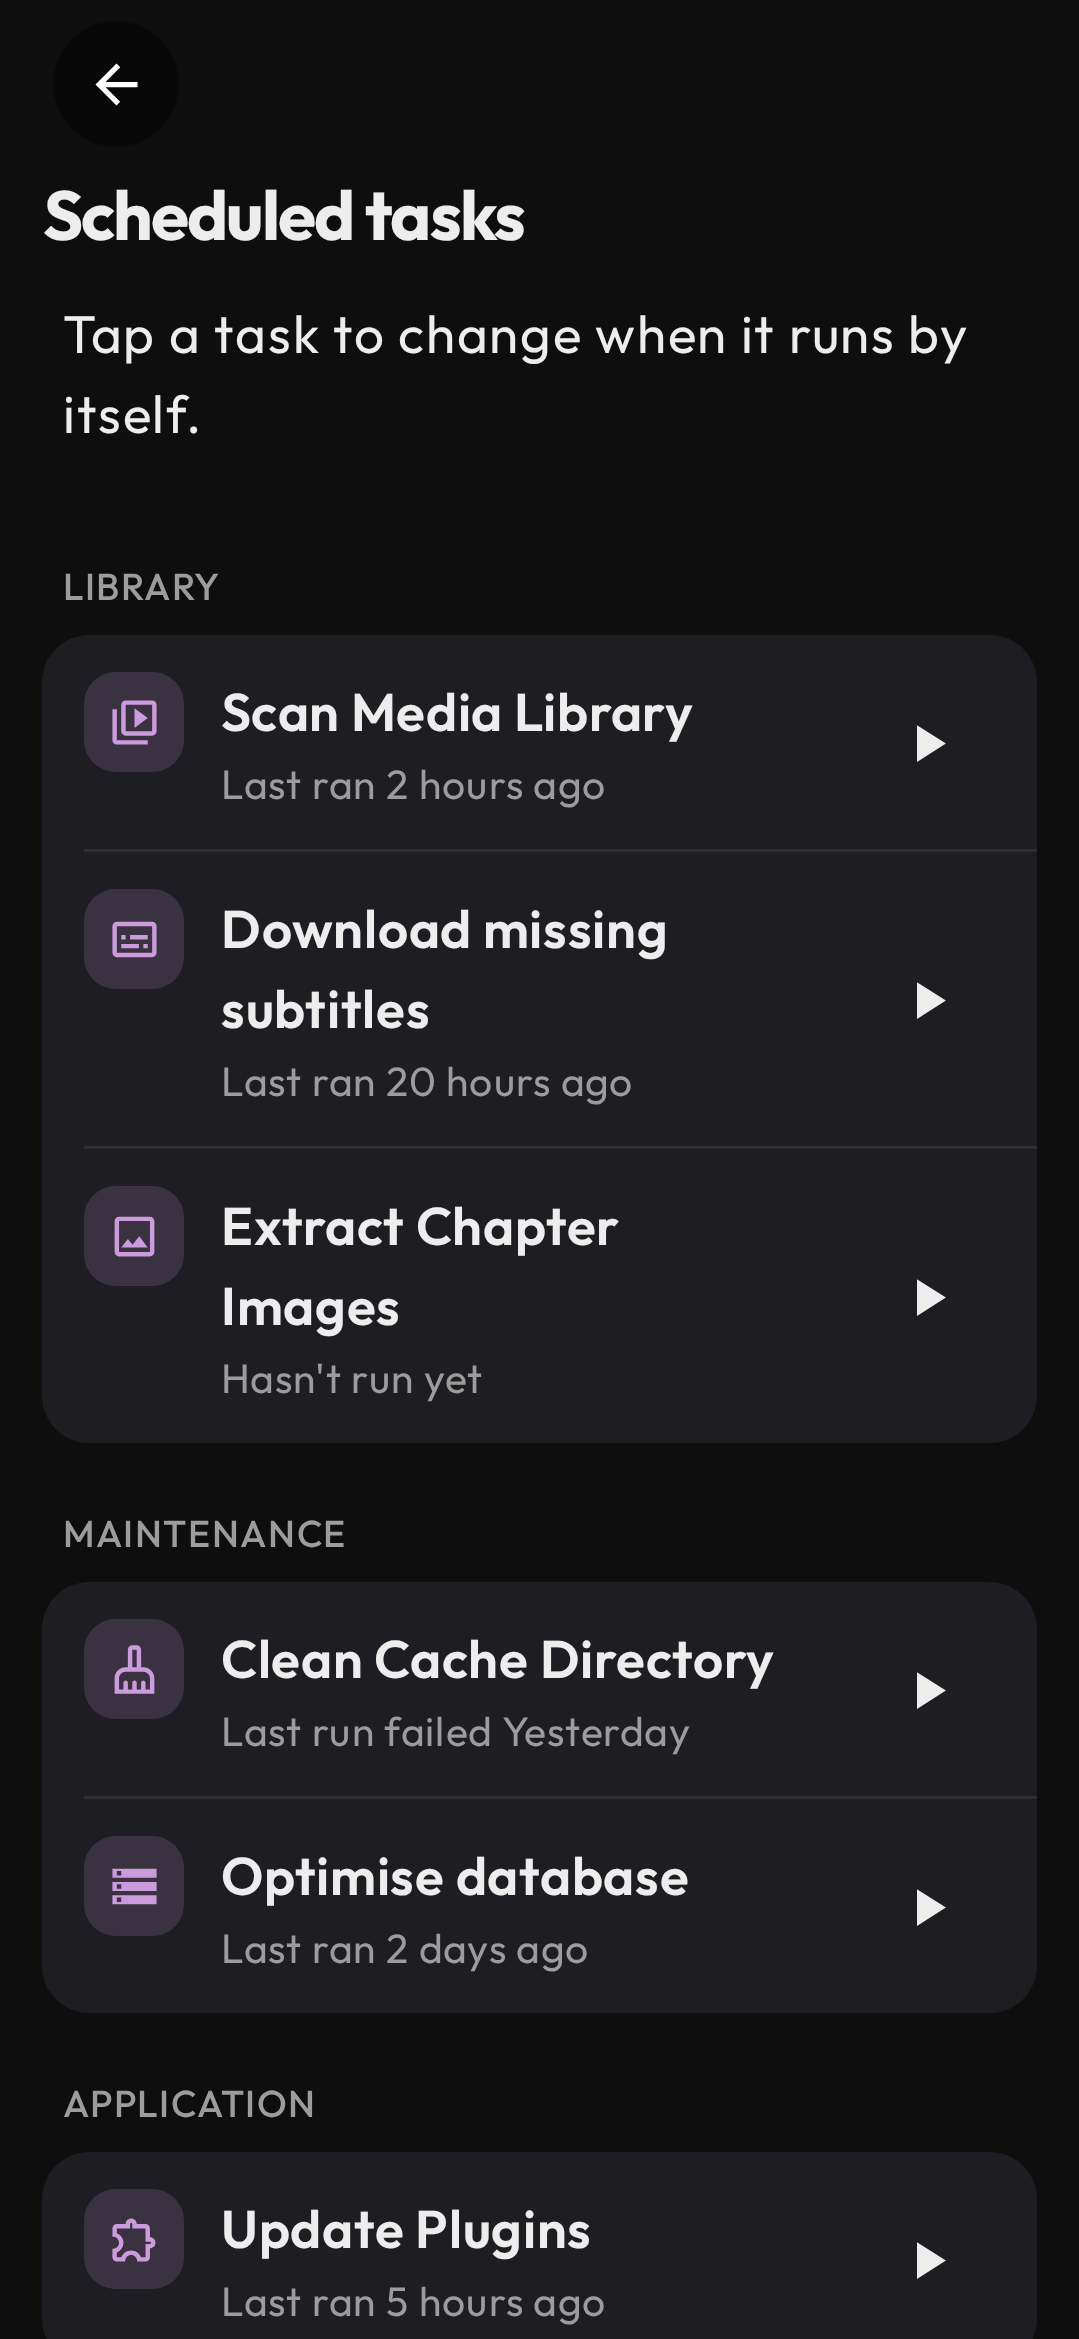 Scheduled tasks
Tap a task to change when it runs by
itself.
LIBRARY
Scan Media Library
Last ran 2 hours ago
Download missing
subtitles
Last ran 20 hours ago
Extract Chapter
Images
Hasn't run yet
MAINTENANCE
Clean Cache Directory
Last run failed Yesterday
Optimise database
Last ran 2 days ago
APPLICATION
Update Plugins
Last ran 5 hours ago